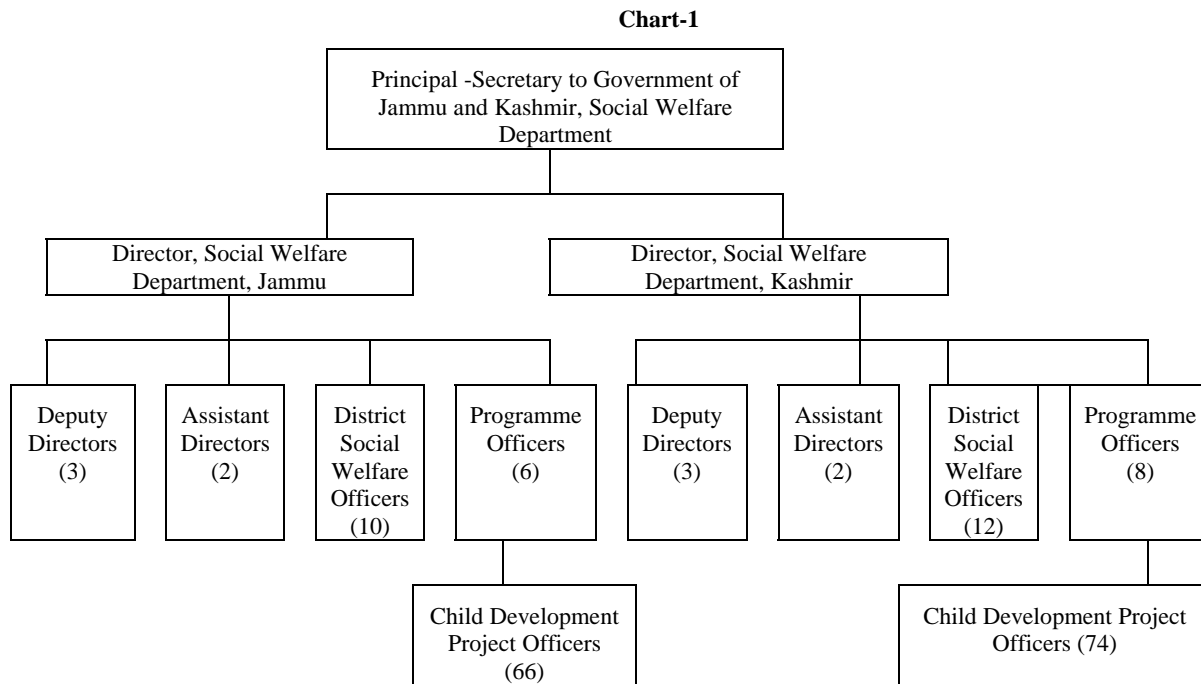 Chart-1
Principal -Secretary to Government of
Jammu and Kashmir, Social Welfare
Department
Director, Social Welfare
Department, Jammu
Director, Social Welfare
Department, Kashmir
Deputy
Directors
(3)
Assistant
Directors
(2)
District
Social
Welfare
Officers
(10)
Programme
Officers
(6)
Deputy
Directors
(3)
Assistant
Directors
(2)
District
Social
Welfare
Officers
(12)
Programme
Officers
(8)
Child Development
Project Officers
(66)
Child Development Project
Officers (74)